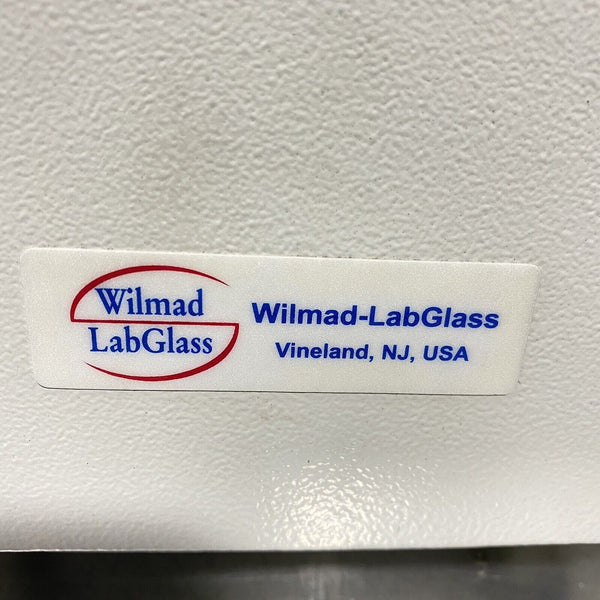 Wilmad
LabGlass
Wilmad-LabGlass
Vineland, NJ, USA